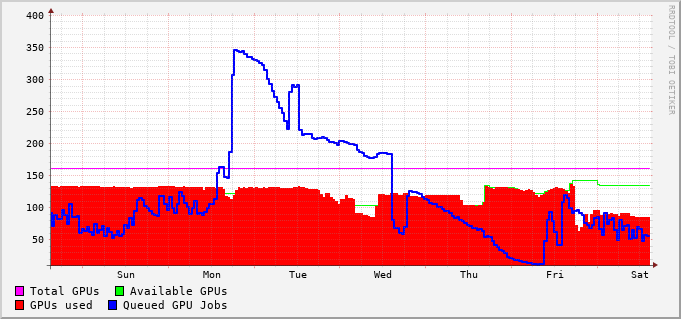 400
350
300
250
200
150
100
50
Sun Mon Tue Wed Thu Fri Sat
Total GPUs Available GPUs
GPUs used Queued GPU Jobs
RRDTOOL / TOBI OETIKER